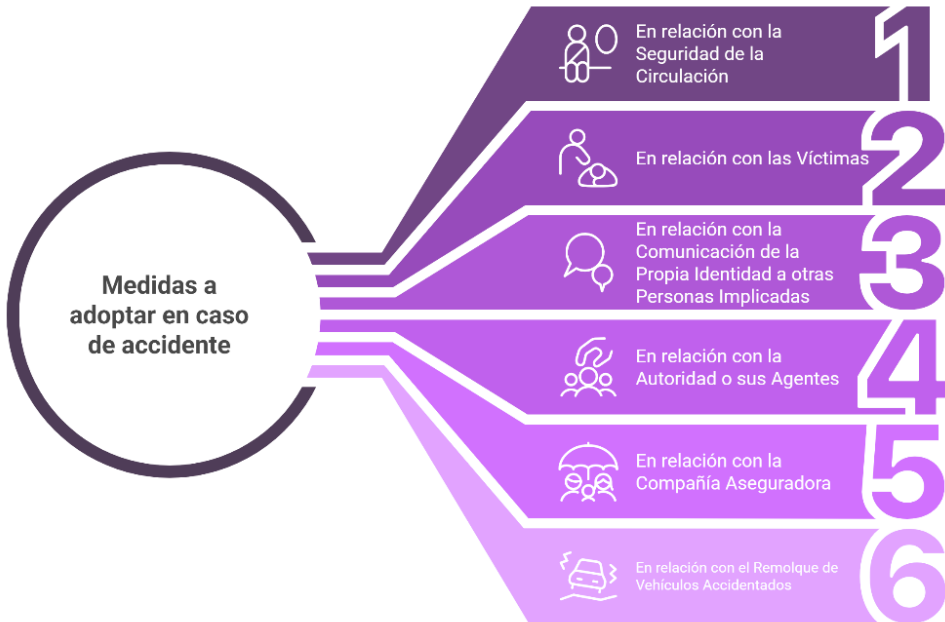 Medidas a
adoptar en caso
de accidente
En relación con la
Seguridad de la
Circulación
1
En relación con las Víctimas
2
En relación con la
Comunicación de la
Propia Identidad a otras
Personas Implicadas
3
En relación con la
Autoridad o sus Agentes
4
En relación con la
Compañía Aseguradora
5
En relación con el Remolque de
Vehículos Accidentados
6